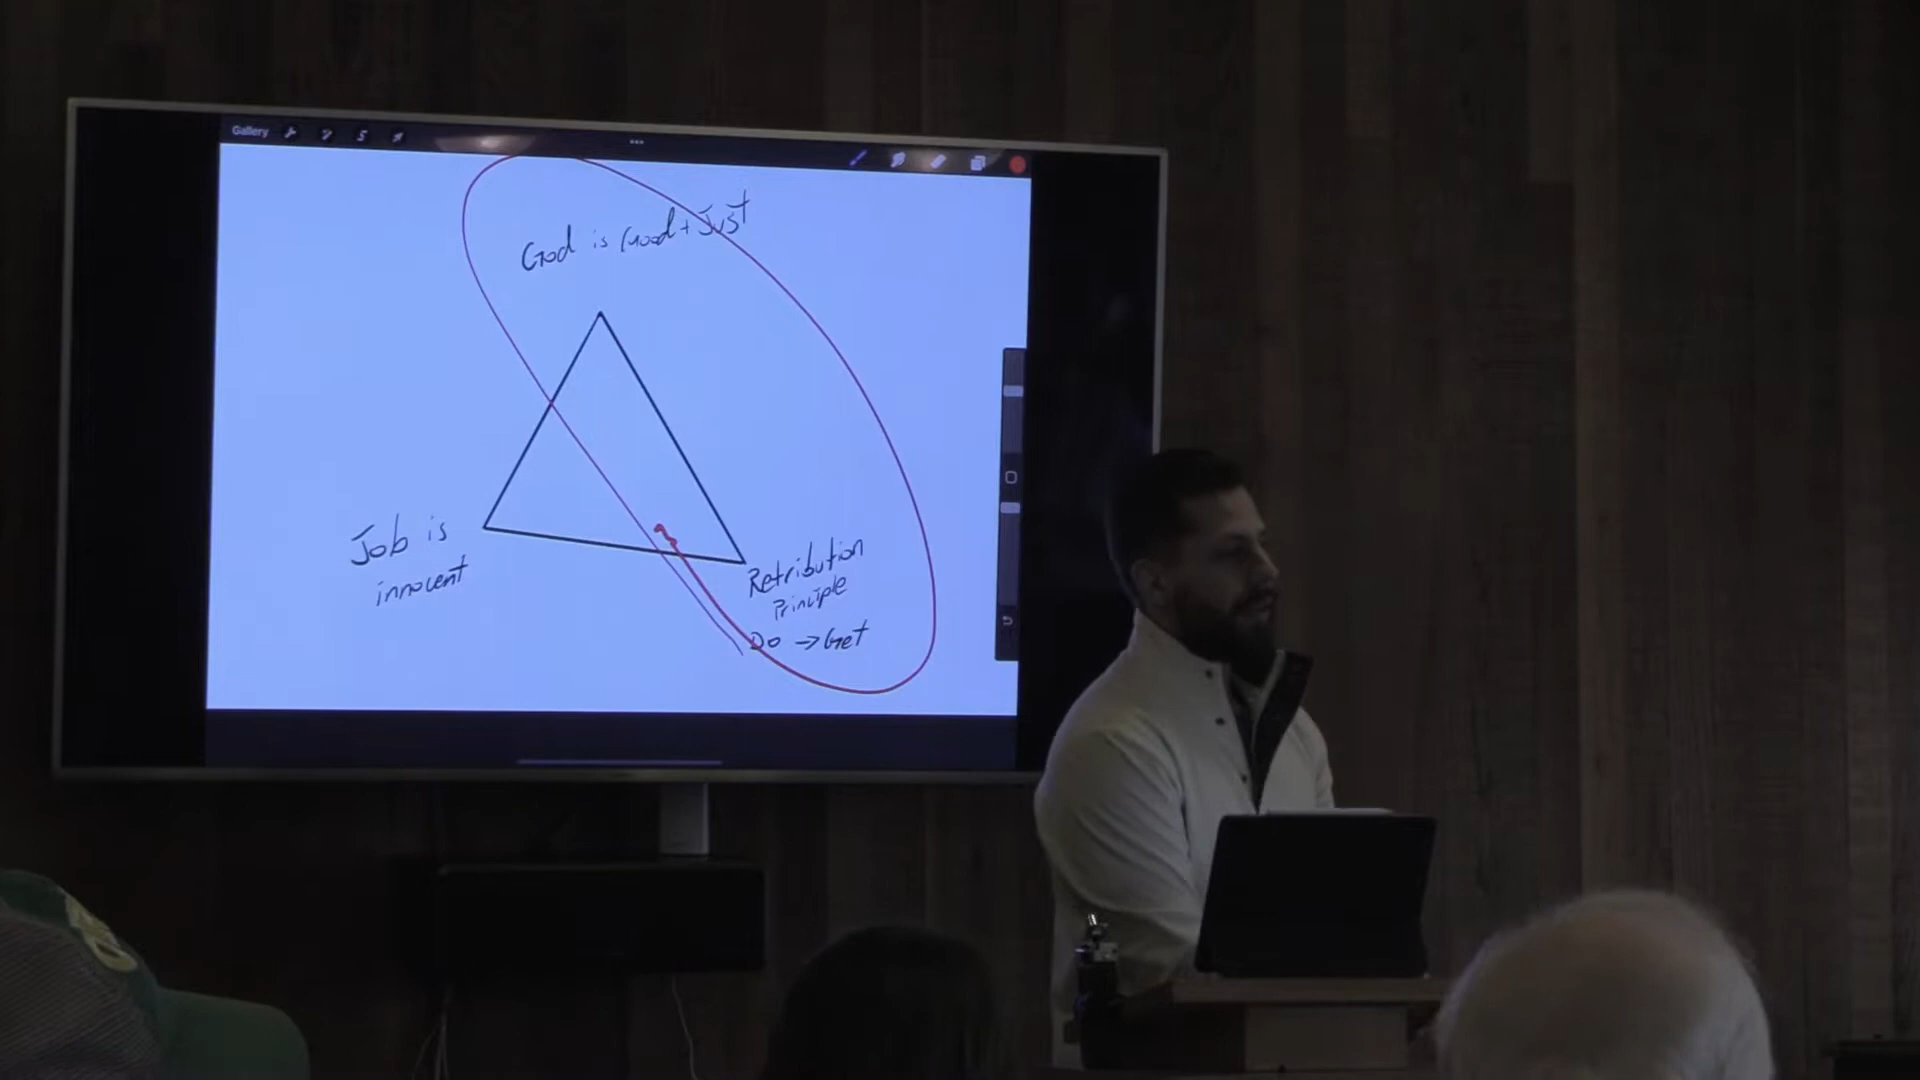 Gallery
God is Good + Just
Job is
innocent
Retribution
Principle
Do → Get